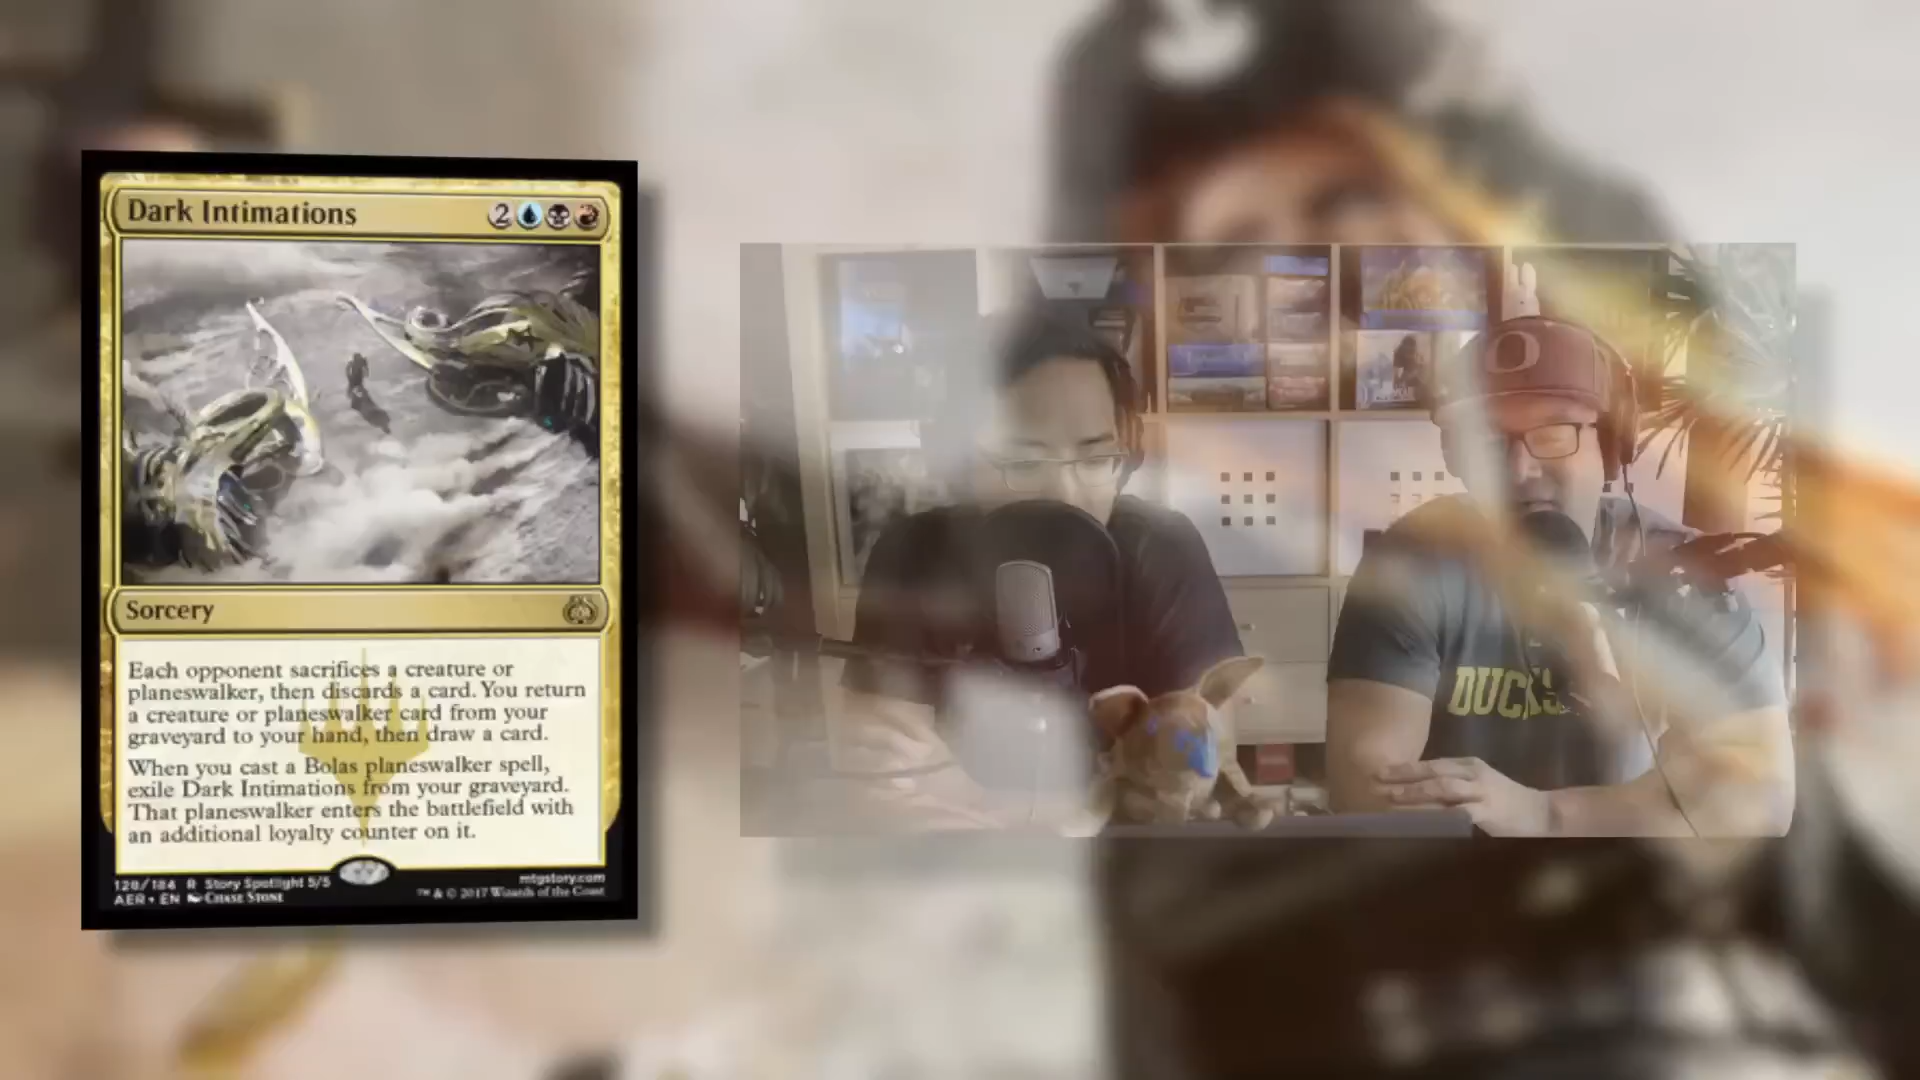 Dark Intimations 2
Sorcery
Each opponent sacrifices a creature or
planeswalker, then discards a card. You return
a creature or planeswalker card from your
graveyard to your hand, then draw a card.
When you cast a Bolas planeswalker spell,
exile Dark Intimations from your graveyard.
That planeswalker enters the battlefield with
an additional loyalty counter on it.
128/184 R Story Spotlight 5/5
mtgstory.com
AER • EN Chase Stone
™ & © 2017 Wizards of the Coast
O
DUCKS